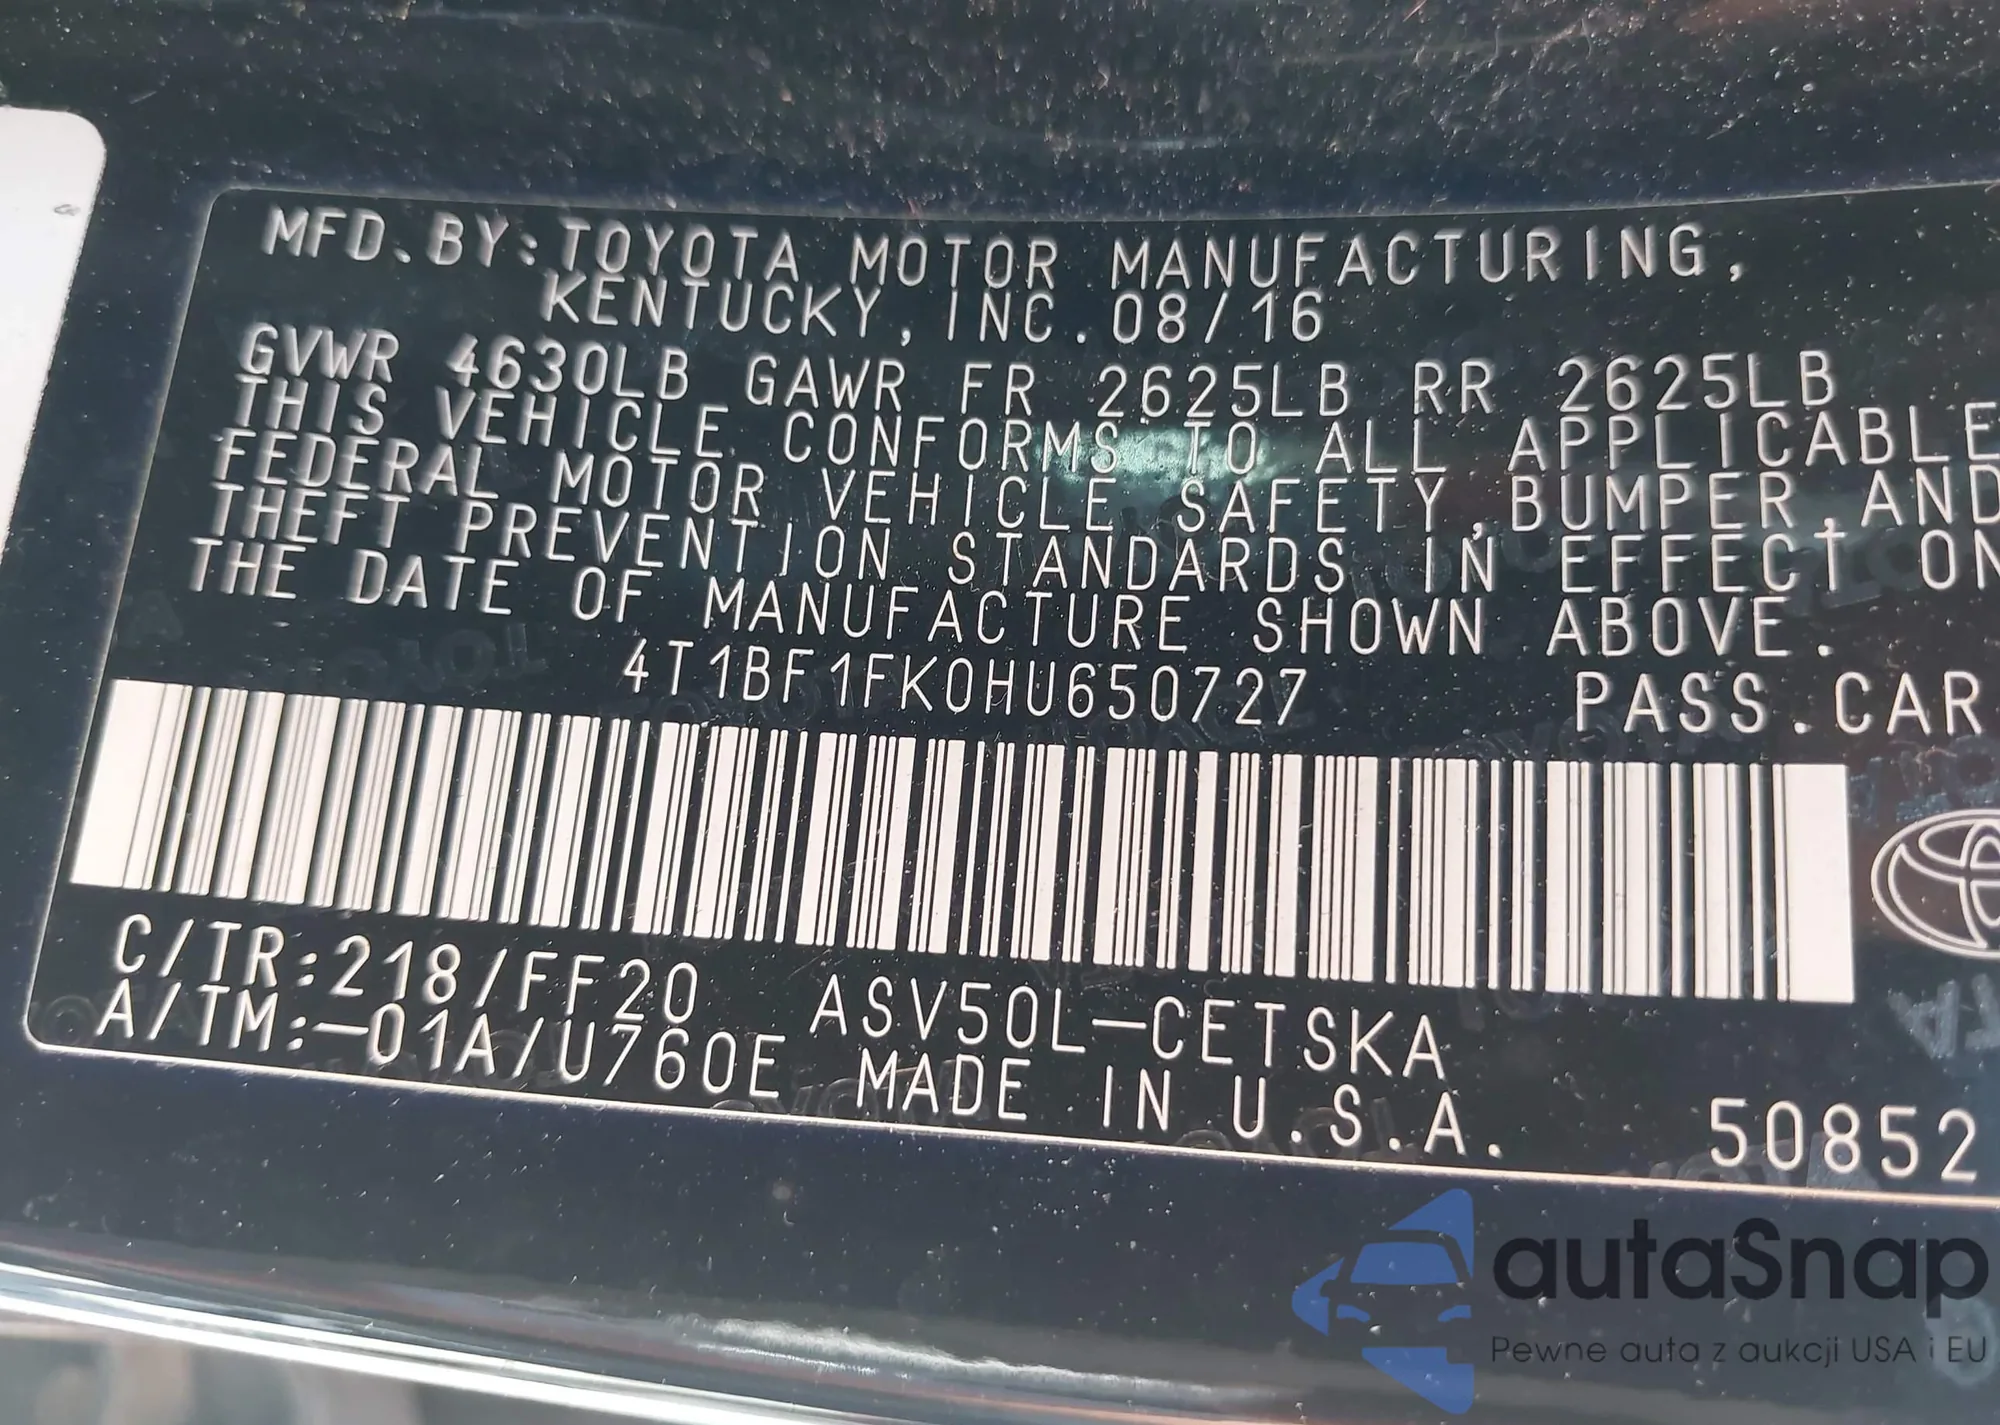 MFD.BY:TOYOTA MOTOR MANUFACTURING,
KENTUCKY,INC.08/16
GVWR 4630LB GAWR FR 2625LB RR 2625LB
THIS VEHICLE CONFORMS TO ALL APPLICABLE
FEDERAL MOTOR VEHICLE SAFETY,BUMPER,AND
THEFT PREVENTION STANDARDS IN EFFECT ON
THE DATE OF MANUFACTURE SHOWN ABOVE.
4T1BF1FK0HU650727 PASS.CAR
C/TR:218/FF20 ASV50L-CETSKA
A/TM:-01A/U760E MADE IN U.S.A.
50852
autaSnap
Pewne auta z aukcji USA i EU